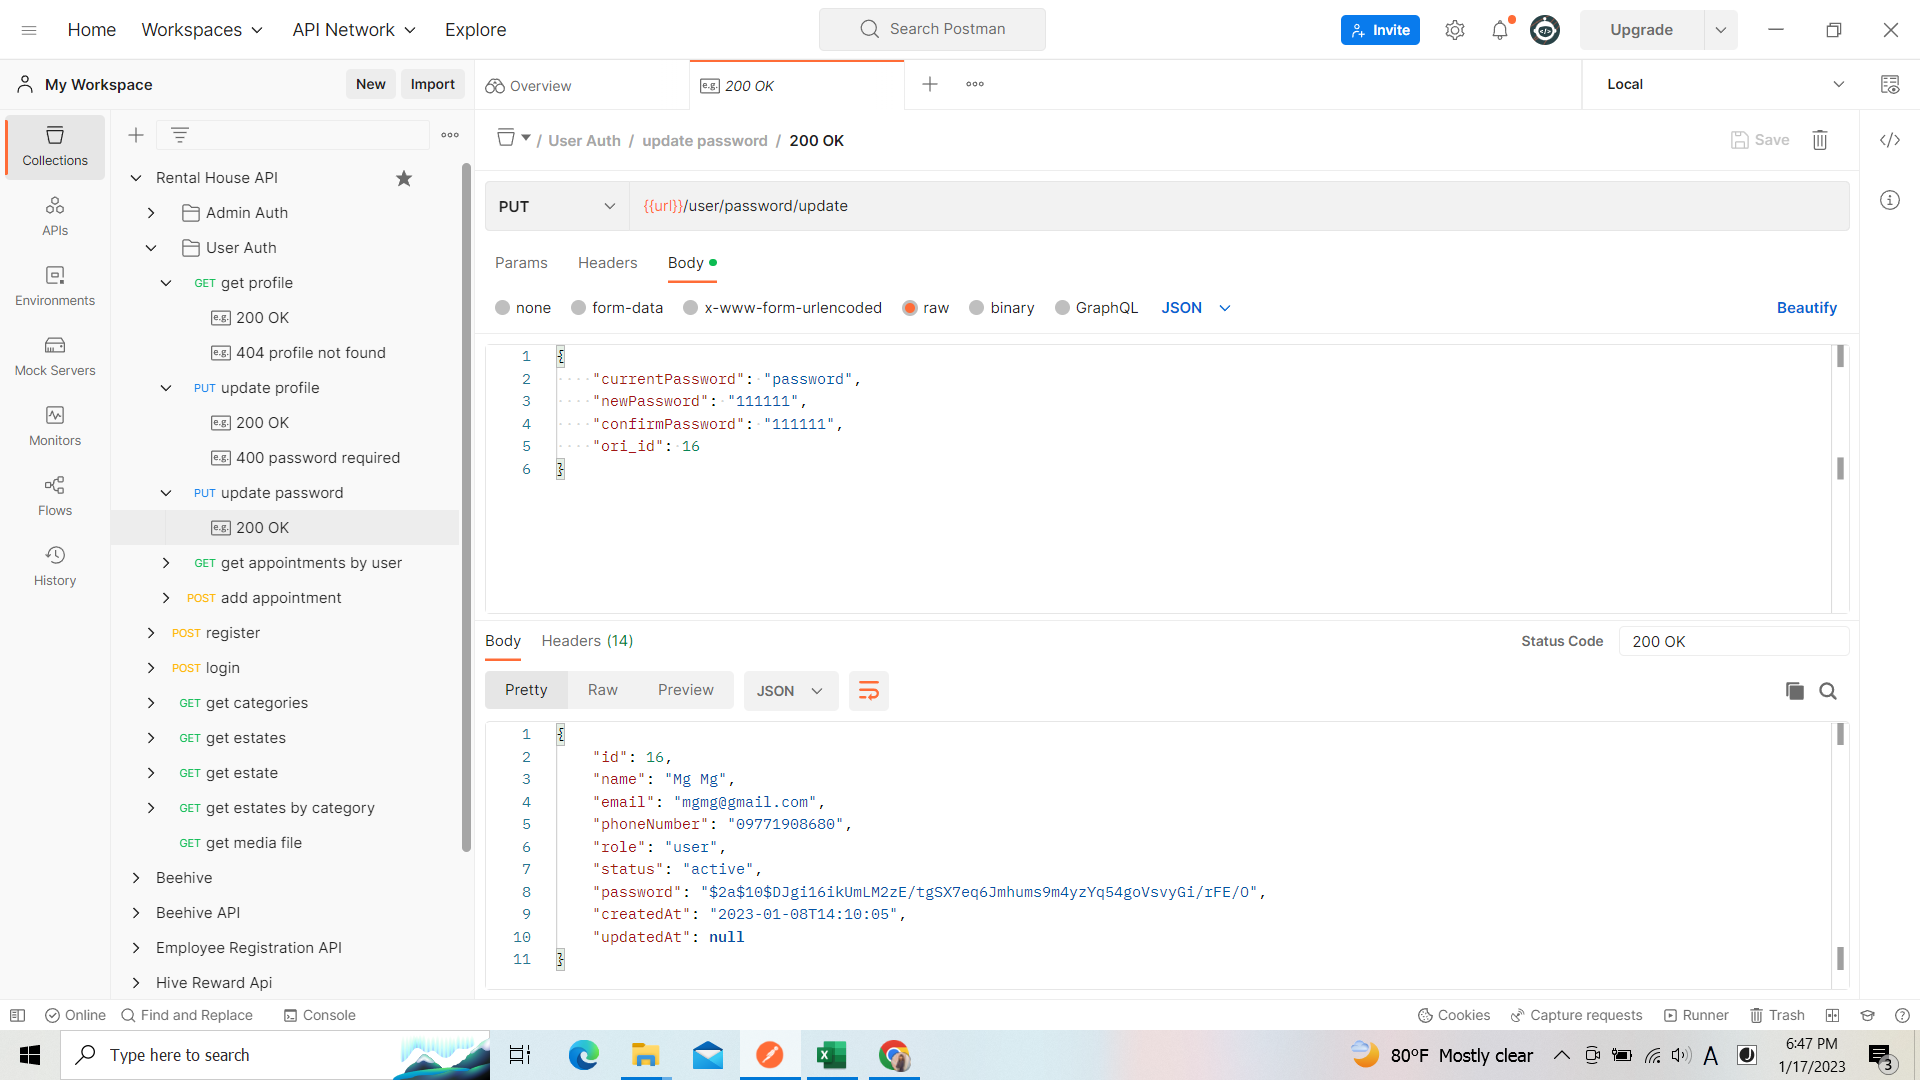 Home Workspaces API Network Explore Search Postman Invite Upgrade
My Workspace New Import Overview e.g. 200 OK Local
Collections
APIs
Environments
Mock Servers
Monitors
Flows
History
Rental House API
Admin Auth
User Auth
GET get profile
e.g. 200 OK
e.g. 404 profile not found
PUT update profile
e.g. 200 OK
e.g. 400 password required
PUT update password
e.g. 200 OK
GET get appointments by user
POST add appointment
POST register
POST login
GET get categories
GET get estates
GET get estate
GET get estates by category
GET get media file
Beehive
Beehive API
Employee Registration API
Hive Reward Api
/ User Auth / update password / 200 OK Save
PUT {{url}}/user/password/update
Params Headers Body
none form-data x-www-form-urlencoded raw binary GraphQL JSON Beautify
1 {
2 "currentPassword": "password",
3 "newPassword": "111111",
4 "confirmPassword": "111111",
5 "ori_id": 16
6 }
Body Headers (14) Status Code 200 OK
Pretty Raw Preview JSON
1 {
2 "id": 16,
3 "name": "Mg Mg",
4 "email": "mgmg@gmail.com",
5 "phoneNumber": "09771908680",
6 "role": "user",
7 "status": "active",
8 "password": "$2a$10$DJgi16ikUmLM2zE/tgSX7eq6Jmhums9m4yzYq54goVsvyGi/rFE/O",
9 "createdAt": "2023-01-08T14:10:05",
10 "updatedAt": null
11 }
Online Find and Replace Console Cookies Capture requests Runner Trash
Type here to search 80°F Mostly clear A 6:47 PM
1/17/2023 3